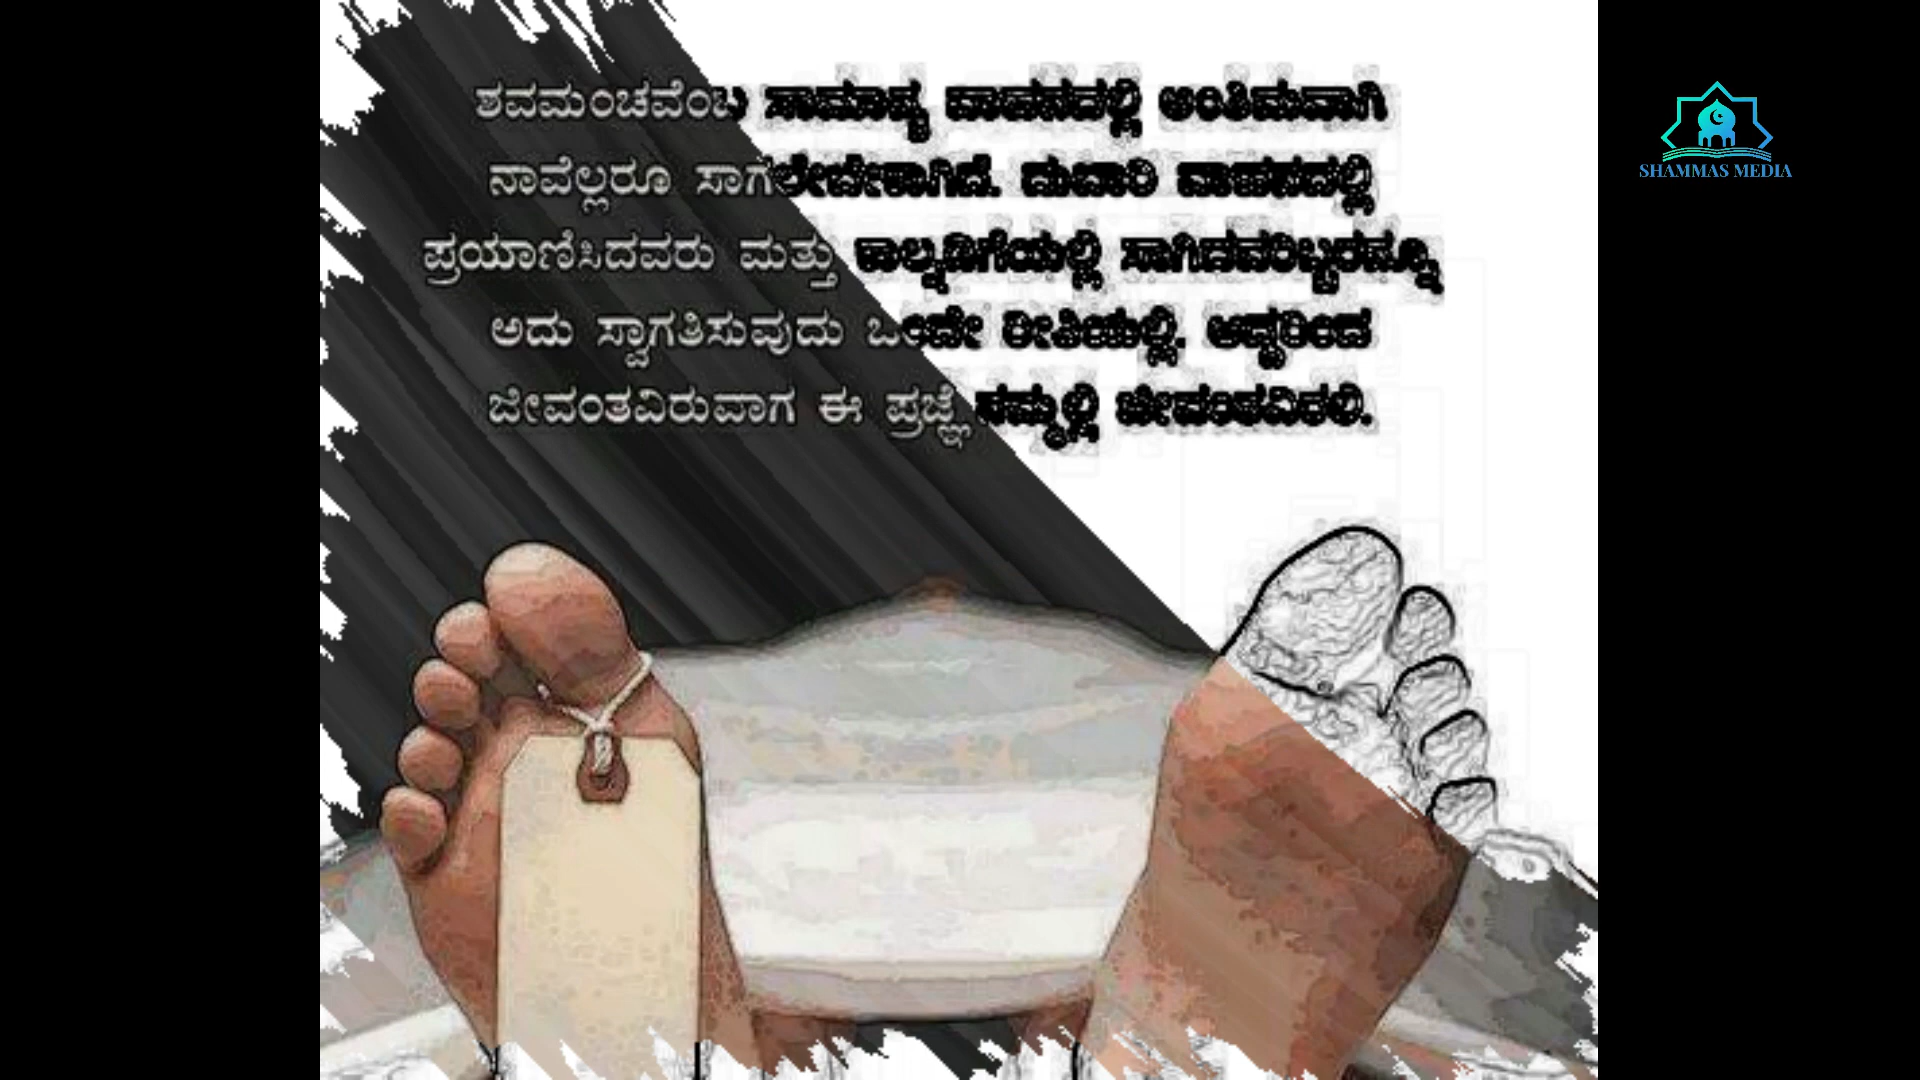 ಶವಮಂಚವೆಂಬ ಸಾಮಾನ್ಯ ವಾಹನದಲ್ಲಿ ಅಂತಿಮವಾಗಿ
ನಾವೆಲ್ಲರೂ ಸಾಗಲೇಬೇಕಾಗಿದೆ. ದುಬಾರಿ ವಾಹನದಲ್ಲಿ
ಪ್ರಯಾಣಿಸಿದವರು ಮತ್ತು ಕಾಲ್ನಡಿಗೆಯಲ್ಲಿ ಸಾಗಿದವರಿಬ್ಬರನ್ನೂ
ಅದು ಸ್ವಾಗತಿಸುವುದು ಒಂದೇ ರೀತಿಯಲ್ಲಿ. ಆದ್ದರಿಂದ
ಜೀವಂತವಿರುವಾಗ ಈ ಪ್ರಜ್ಞೆ ನಮ್ಮಲ್ಲಿ ಜೀವಂತವಿರಲಿ.
SHAMMAS MEDIA